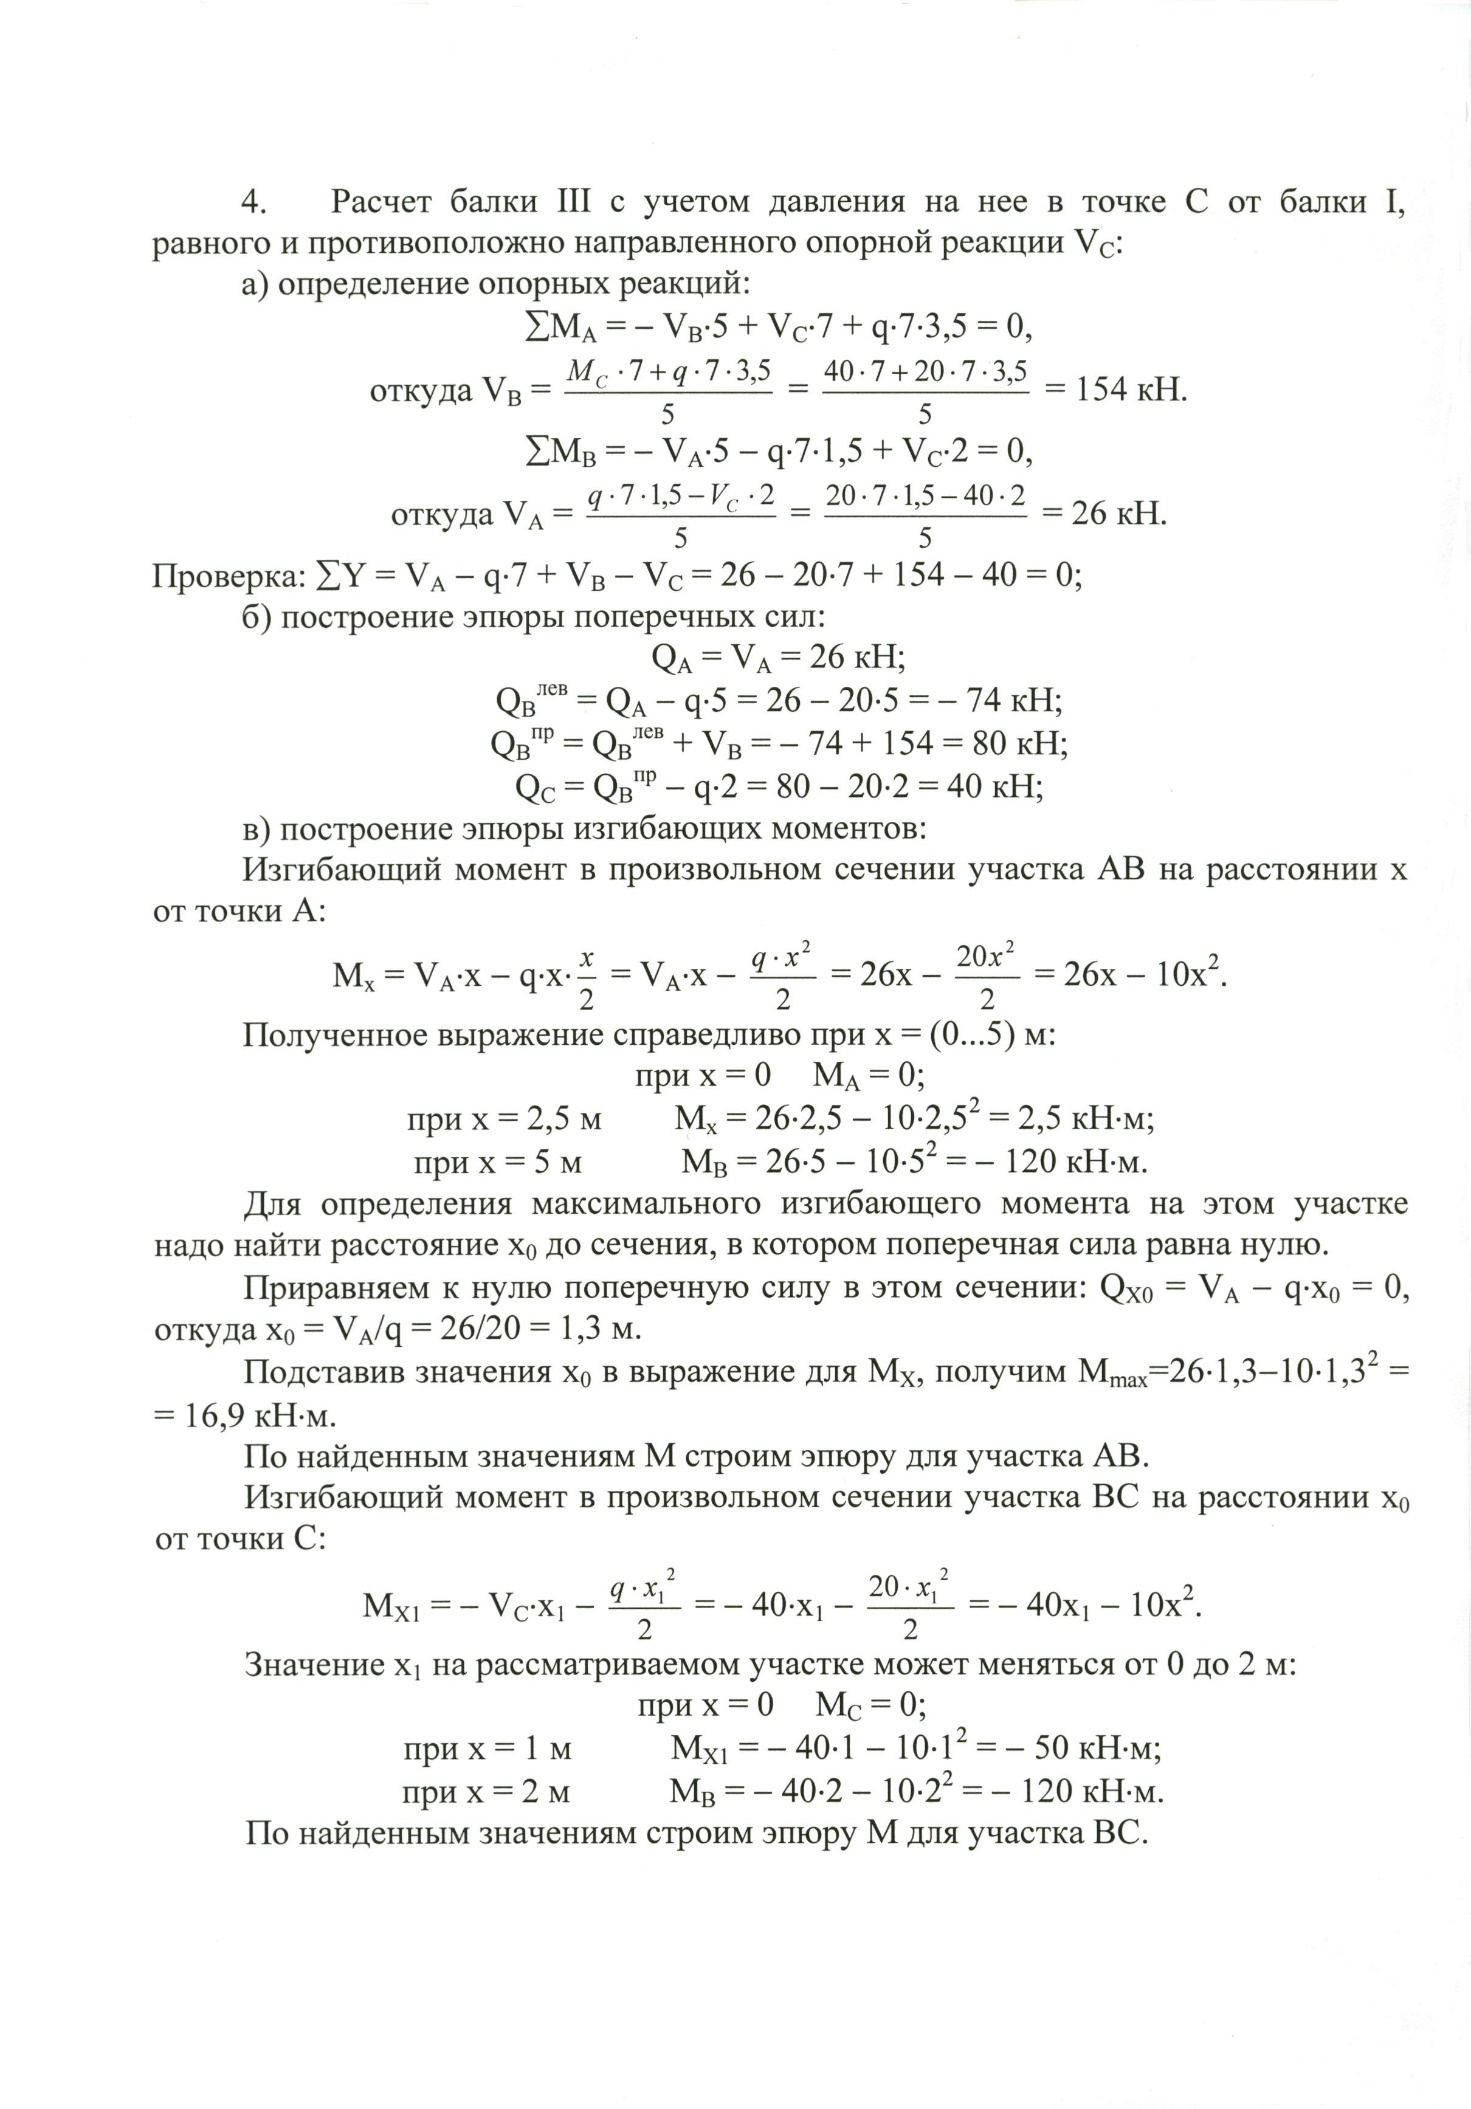 4. Расчет балки III с учетом давления на нее в точке С от балки I,
равного и противоположно направленного опорной реакции V_C:
а) определение опорных реакций:
∑M_A = – V_B·5 + V_C·7 + q·7·3,5 = 0,
откуда V_B = (M_C·7+q·7·3,5)/5 = (40·7+20·7·3,5)/5 = 154 кН.
∑M_B = – V_A·5 – q·7·1,5 + V_C·2 = 0,
откуда V_A = (q·7·1,5–V_C·2)/5 = (20·7·1,5–40·2)/5 = 26 кН.
Проверка: ∑Y = V_A – q·7 + V_B – V_C = 26 – 20·7 + 154 – 40 = 0;
б) построение эпюры поперечных сил:
Q_A = V_A = 26 кН;
Q_B^лев = Q_A – q·5 = 26 – 20·5 = – 74 кН;
Q_B^пр = Q_B^лев + V_B = – 74 + 154 = 80 кН;
Q_C = Q_B^пр – q·2 = 80 – 20·2 = 40 кН;
в) построение эпюры изгибающих моментов:
Изгибающий момент в произвольном сечении участка АВ на расстоянии х
от точки А:
M_x = V_A·x – q·x·x/2 = V_A·x – q·x²/2 = 26x – 20x²/2 = 26x – 10x².
Полученное выражение справедливо при х = (0...5) м:
при х = 0 M_A = 0;
при х = 2,5 м M_x = 26·2,5 – 10·2,5² = 2,5 кН·м;
при х = 5 м M_B = 26·5 – 10·5² = – 120 кН·м.
Для определения максимального изгибающего момента на этом участке
надо найти расстояние x₀ до сечения, в котором поперечная сила равна нулю.
Приравняем к нулю поперечную силу в этом сечении: Q_X0 = V_A – q·x₀ = 0,
откуда x₀ = V_A/q = 26/20 = 1,3 м.
Подставив значения x₀ в выражение для M_X, получим M_max=26·1,3–10·1,3² =
= 16,9 кН·м.
По найденным значениям М строим эпюру для участка АВ.
Изгибающий момент в произвольном сечении участка ВС на расстоянии x₀
от точки С:
M_X1 = – V_C·x₁ – q·x₁²/2 = – 40·x₁ – 20·x₁²/2 = – 40x₁ – 10x².
Значение x₁ на рассматриваемом участке может меняться от 0 до 2 м:
при х = 0 M_C = 0;
при х = 1 м M_X1 = – 40·1 – 10·1² = – 50 кН·м;
при х = 2 м M_B = – 40·2 – 10·2² = – 120 кН·м.
По найденным значениям строим эпюру М для участка ВС.